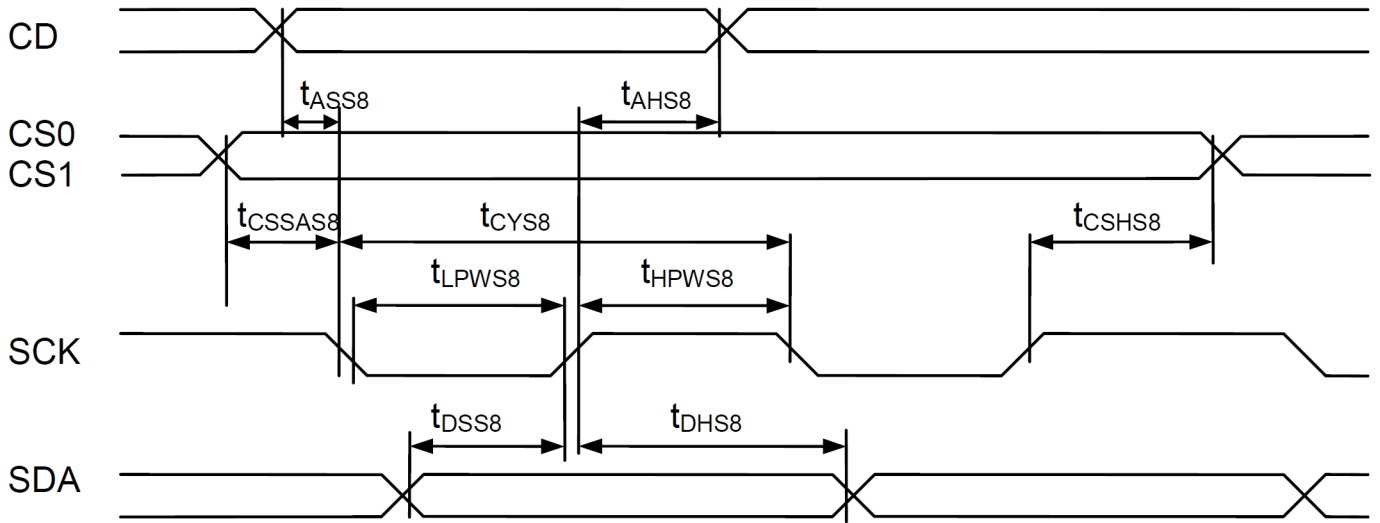 CD
tASS8 tAHS8
CS0
CS1
tCSSAS8 tCYS8 tCSHS8
tLPWS8 tHPWS8
SCK
tDSS8 tDHS8
SDA